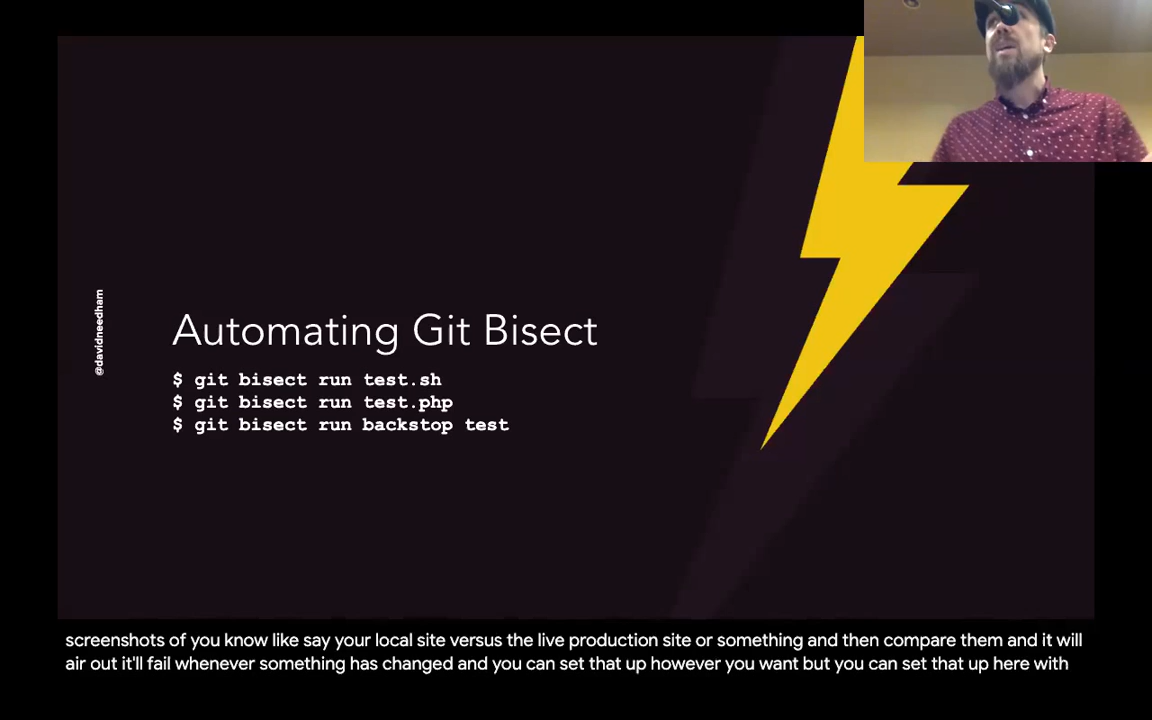 @davidneedham
Automating Git Bisect
$ git bisect run test.sh
$ git bisect run test.php
$ git bisect run backstop test
screenshots of you know like say your local site versus the live production site or something and then compare them and it will
air out it'll fail whenever something has changed and you can set that up however you want but you can set that up here with